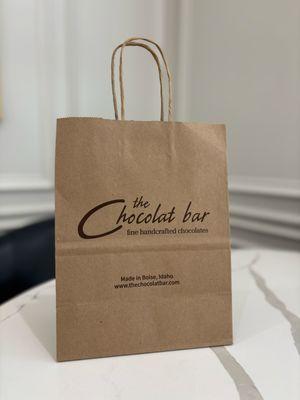 the
Chocolat bar
fine handcrafted chocolates
Made in Boise, Idaho
www.thechocolatbar.com